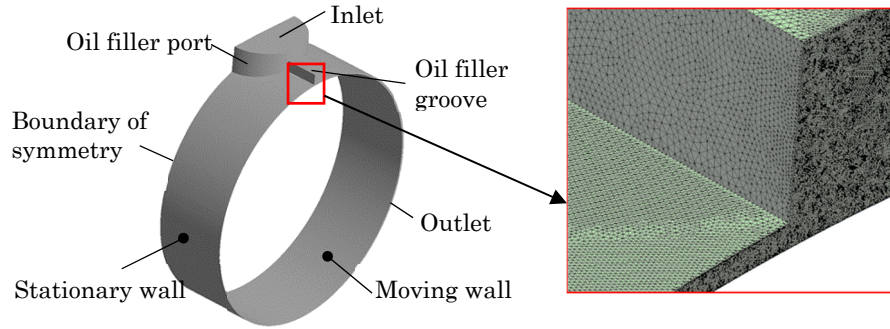 Inlet
Oil filler port
Oil filler
groove
Boundary of
symmetry
Outlet
Stationary wall
Moving wall